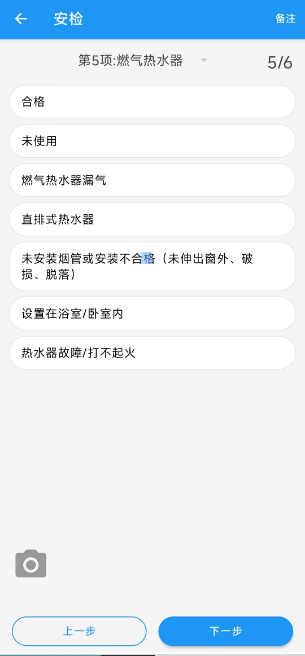 安检
备注
第5项:燃气热水器
5/6
合格
未使用
燃气热水器漏气
直排式热水器
未安装烟管或安装不合格（未伸出窗外、破
损、脱落）
设置在浴室/卧室内
热水器故障/打不起火
上一步
下一步